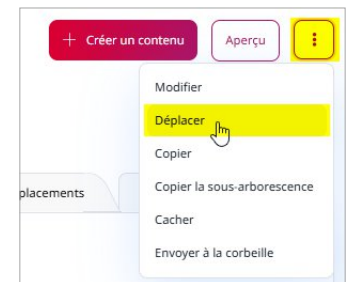 + Créer un contenu
Aperçu
Modifier
Déplacer
placements
Copier
Copier la sous-arborescence
Cacher
Envoyer à la corbeille